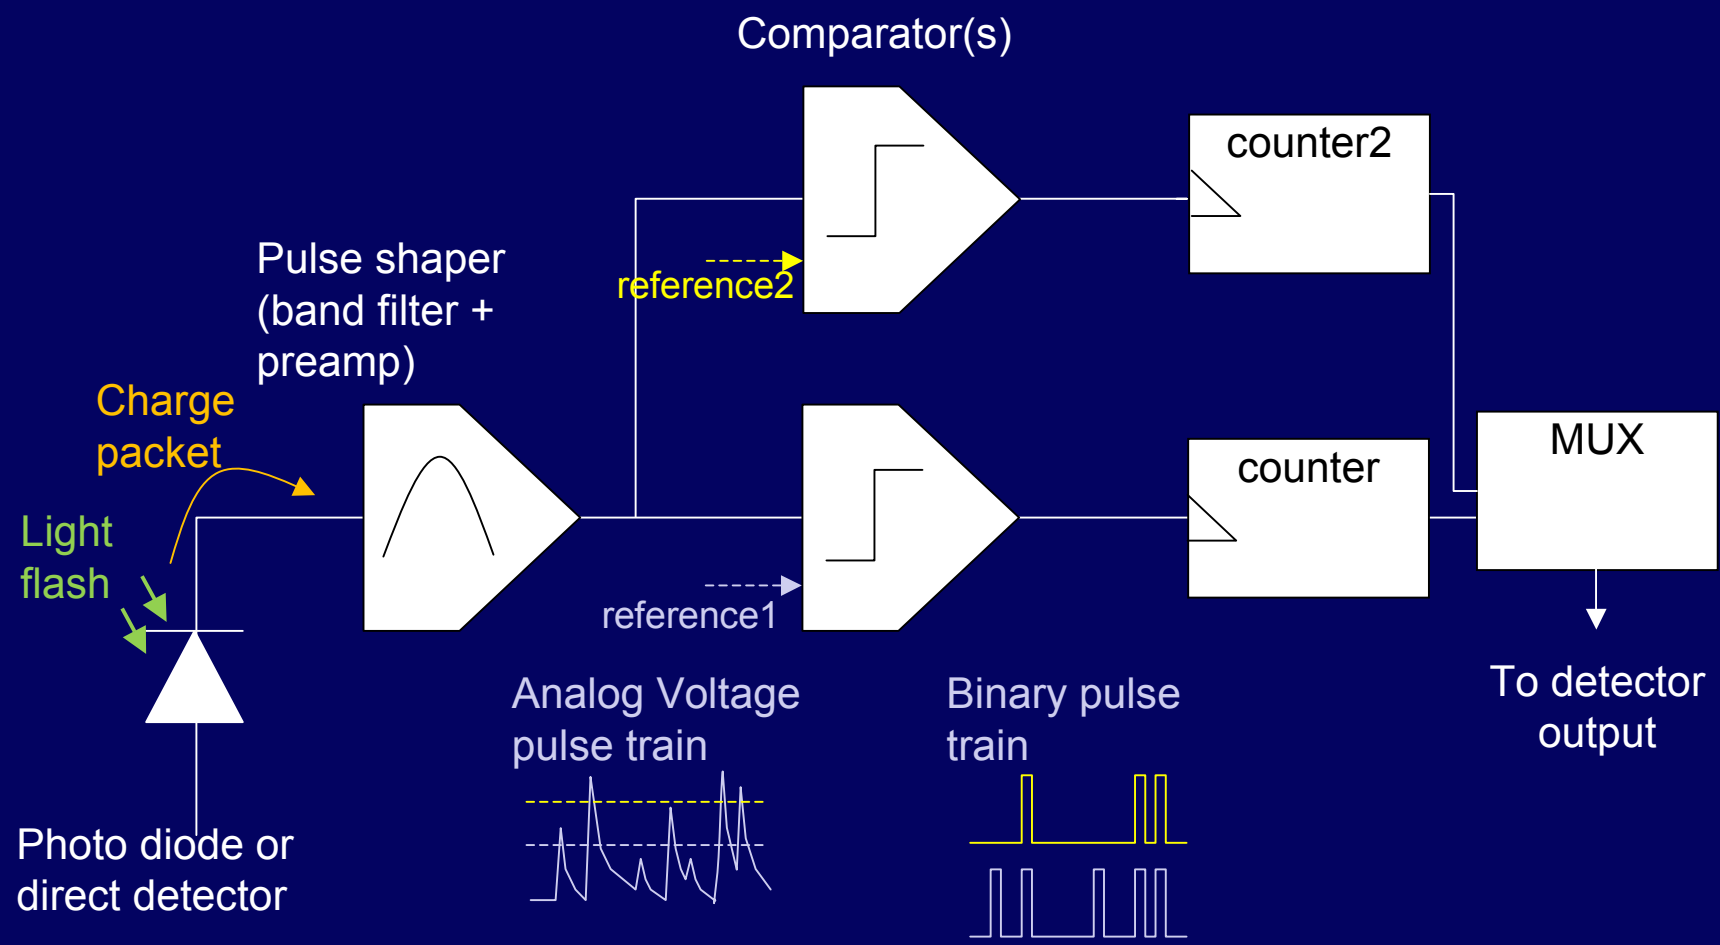 Comparator(s)
counter2
Pulse shaper
(band filter +
preamp)
reference2
Charge
packet
counter
MUX
Light
flash
reference1
Analog Voltage
pulse train
Binary pulse
train
To detector
output
Photo diode or
direct detector